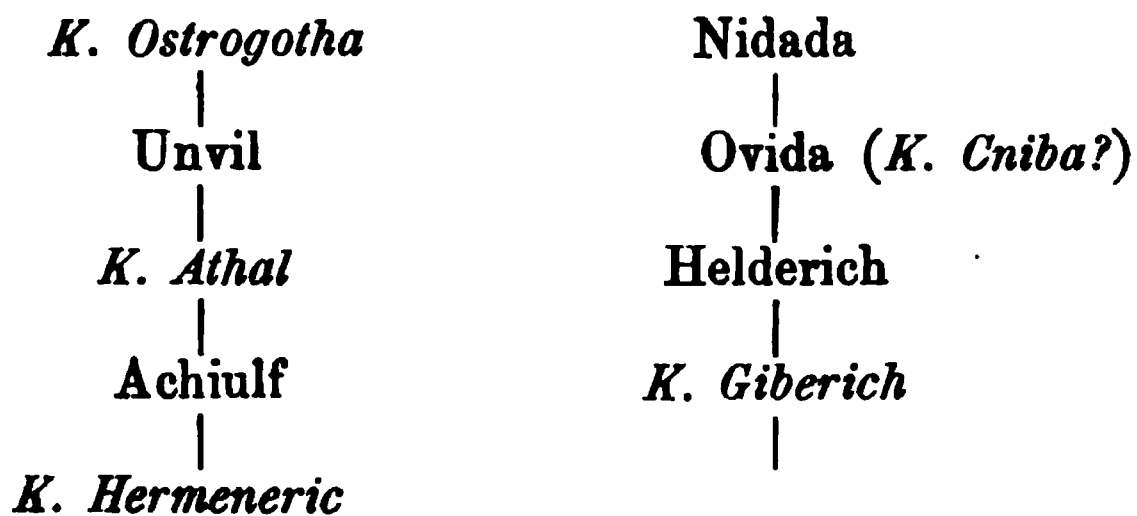 K. Ostrogotha
Unvil
K. Athal
Achiulf
K. Hermeneric
Nidada
Ovida (K. Cniba?)
Helderich
K. Giberich